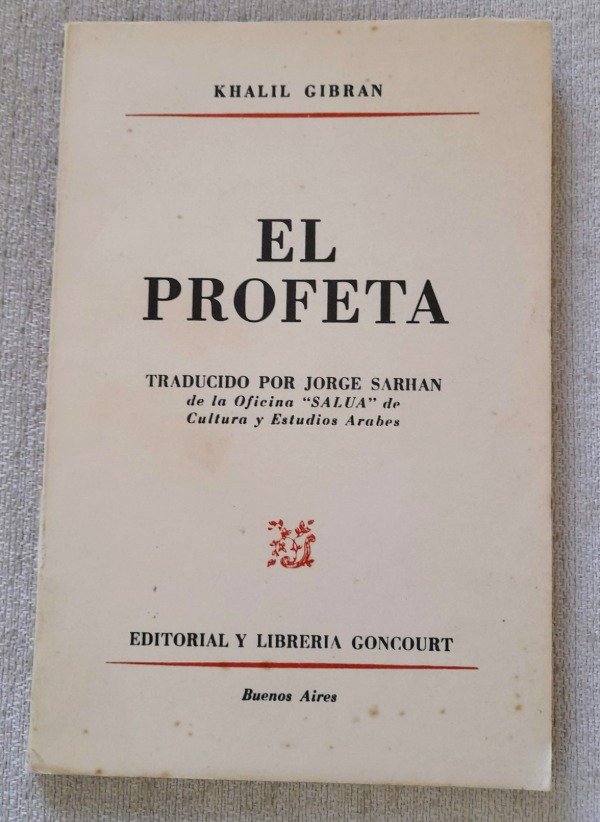 KHALIL GIBRAN
EL
PROFETA
TRADUCIDO POR JORGE SARHAN
de la Oficina "SALUA" de
Cultura y Estudios Arabes
EDITORIAL Y LIBRERIA GONCOURT
Buenos Aires